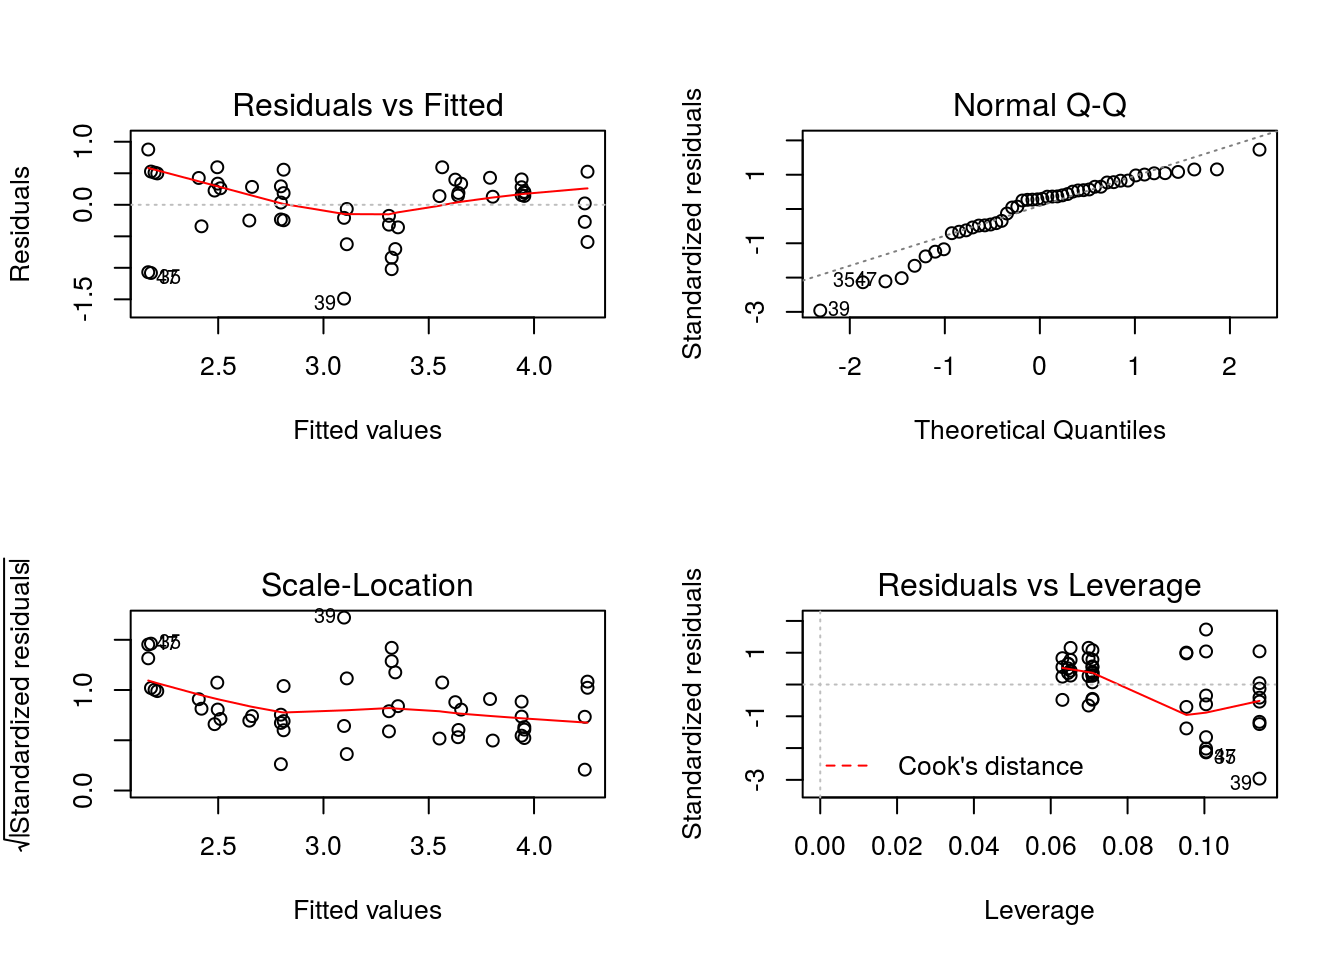 Residuals vs Fitted
Residuals
1.0
0.0
-1.5
39
2.5 3.0 3.5 4.0
Fitted values
Normal Q-Q
Standardized residuals
1
-1
-3
3547
39
-2 -1 0 1 2
Theoretical Quantiles
Scale-Location
√|Standardized residuals|
1.0
0.0
39
2.5 3.0 3.5 4.0
Fitted values
Residuals vs Leverage
Standardized residuals
1
-1
-3
Cook's distance
39
0.00 0.02 0.04 0.06 0.08 0.10
Leverage